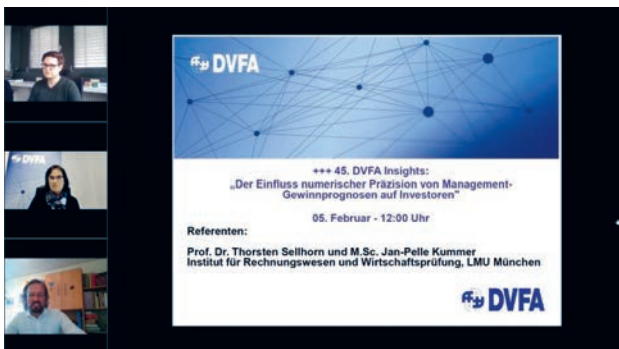 DVFA
DVFA
+++ 45. DVFA Insights:
„Der Einfluss numerischer Präzision von Management-
Gewinnprognosen auf Investoren"
05. Februar - 12:00 Uhr
Referenten:
Prof. Dr. Thorsten Sellhorn und M.Sc. Jan-Pelle Kummer
Institut für Rechnungswesen und Wirtschaftsprüfung, LMU München
DVFA